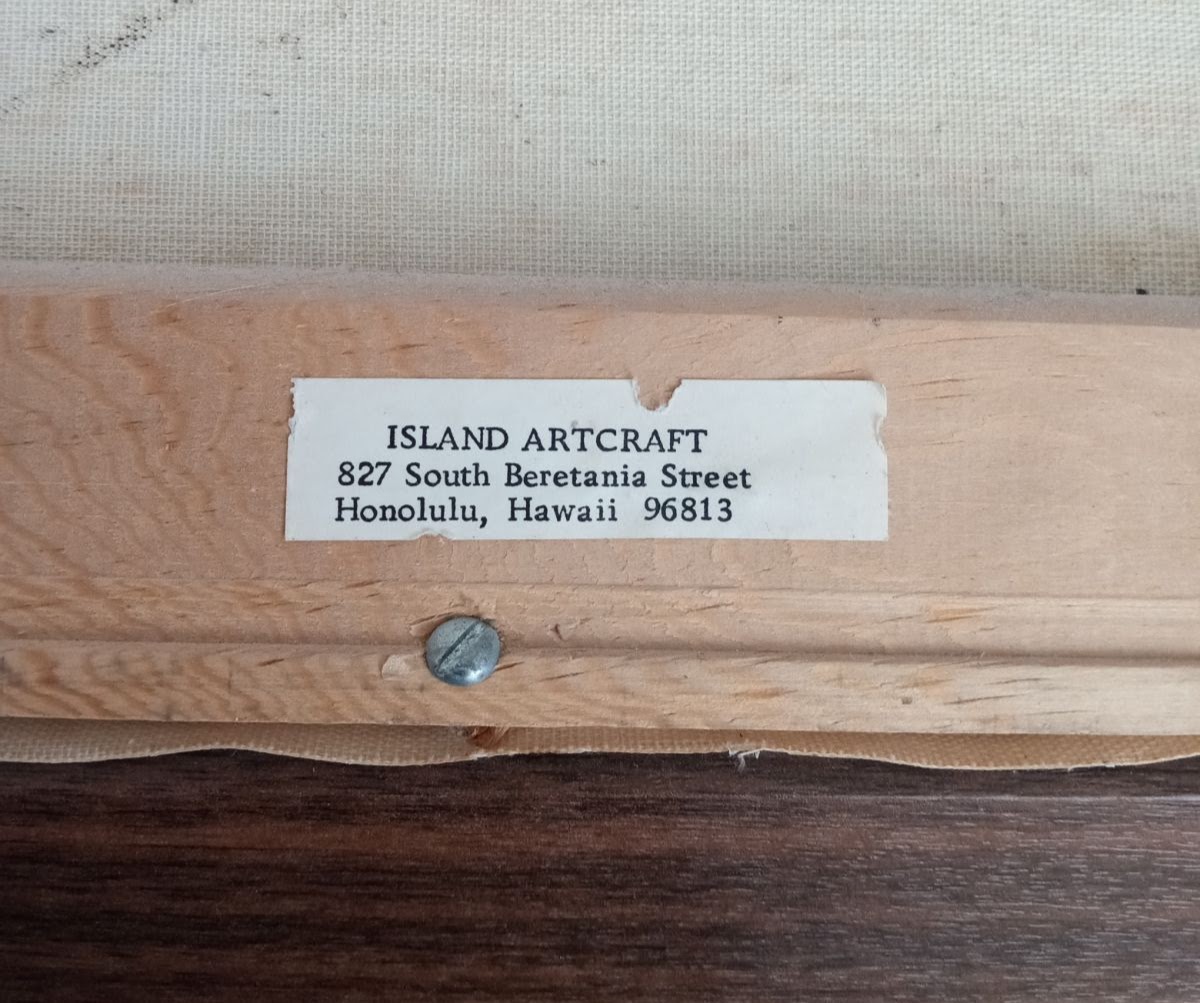 ISLAND ARTCRAFT
827 South Beretania Street
Honolulu, Hawaii 96813